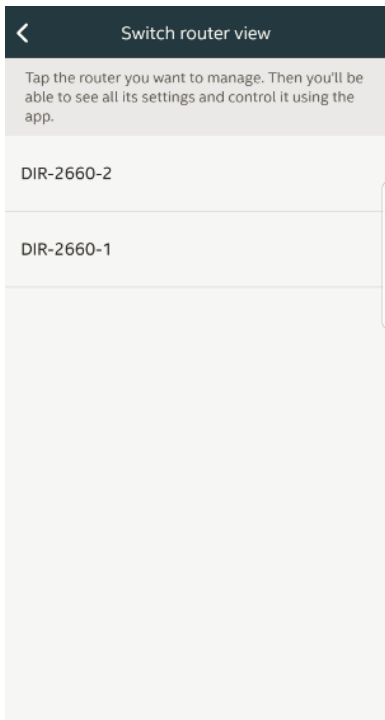 Switch router view
Tap the router you want to manage. Then you'll be
able to see all its settings and control it using the
app.
DIR-2660-2
DIR-2660-1